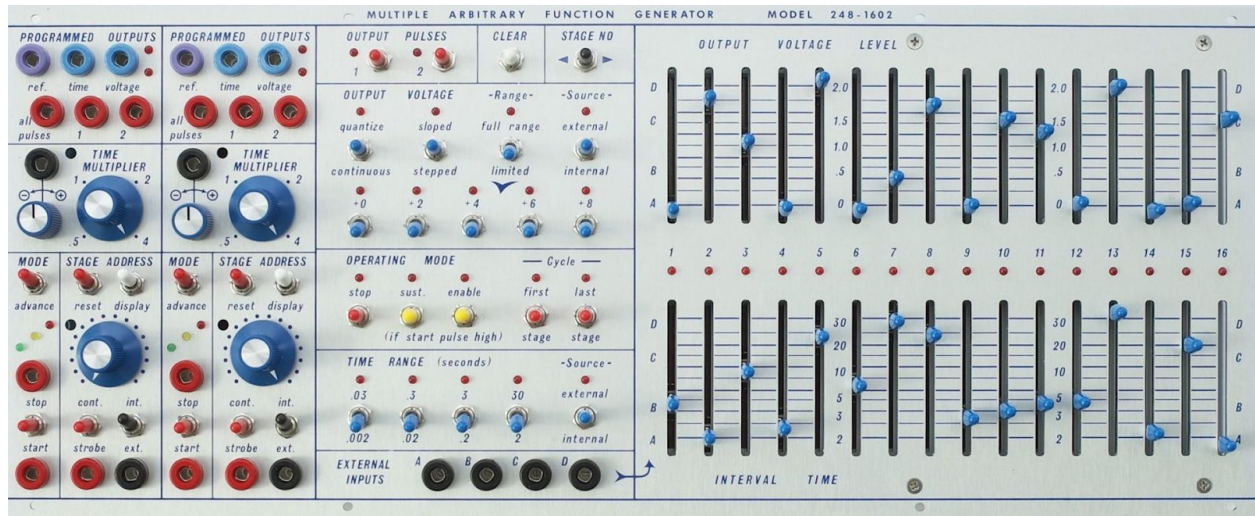 MULTIPLE ARBITRARY FUNCTION GENERATOR MODEL 248-1602
PROGRAMMED OUTPUTS
ref. time voltage
all pulses 1 2
TIME MULTIPLIER
1 2
.5 4
− +
MODE STAGE ADDRESS
advance reset display
stop cont. int.
start strobe ext.
PROGRAMMED OUTPUTS
ref. time voltage
all pulses 1 2
TIME MULTIPLIER
1 2
.5 4
− +
MODE STAGE ADDRESS
advance reset display
stop cont. int.
start strobe ext.
OUTPUT PULSES
1 2
CLEAR
STAGE NO
OUTPUT VOLTAGE -Range- -Source-
quantize sloped full range external
continuous stepped limited internal
+0 +2 +4 +6 +8
OPERATING MODE — Cycle —
stop sust. enable first last
(if start pulse high) stage stage
TIME RANGE (seconds) -Source-
.03 .3 3 30 external
.002 .02 .2 2 internal
EXTERNAL INPUTS A B C D
OUTPUT VOLTAGE LEVEL
D 2.0 2.0 D
C 1.5 1.5 C
1.0 1.0
B .5 .5 B
A 0 0 A
1 2 3 4 5 6 7 8 9 10 11 12 13 14 15 16
D 30 30 D
C 20 20 C
10 10
B 5 5 B
3 3
A 2 2 A
INTERVAL TIME